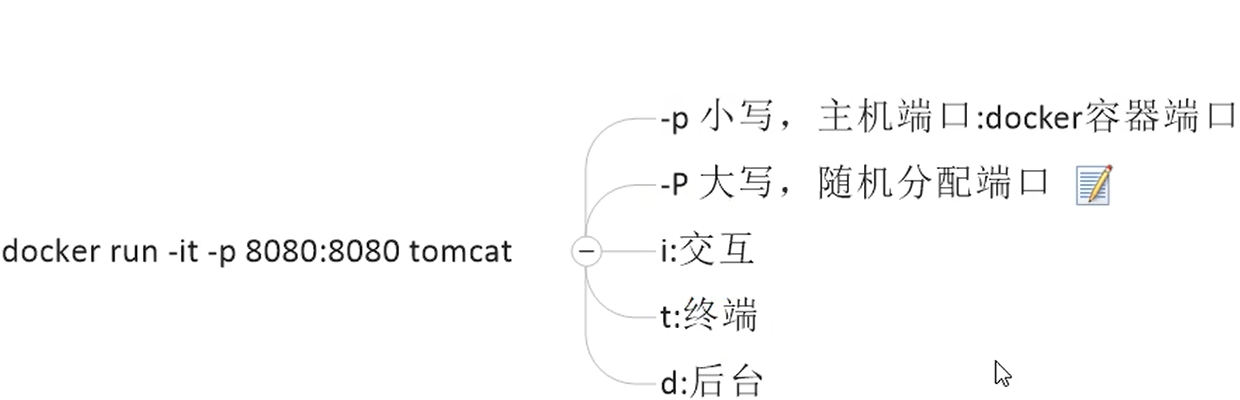 docker run -it -p 8080:8080 tomcat
-p 小写，主机端口:docker容器端口
-P 大写，随机分配端口
i:交互
t:终端
d:后台